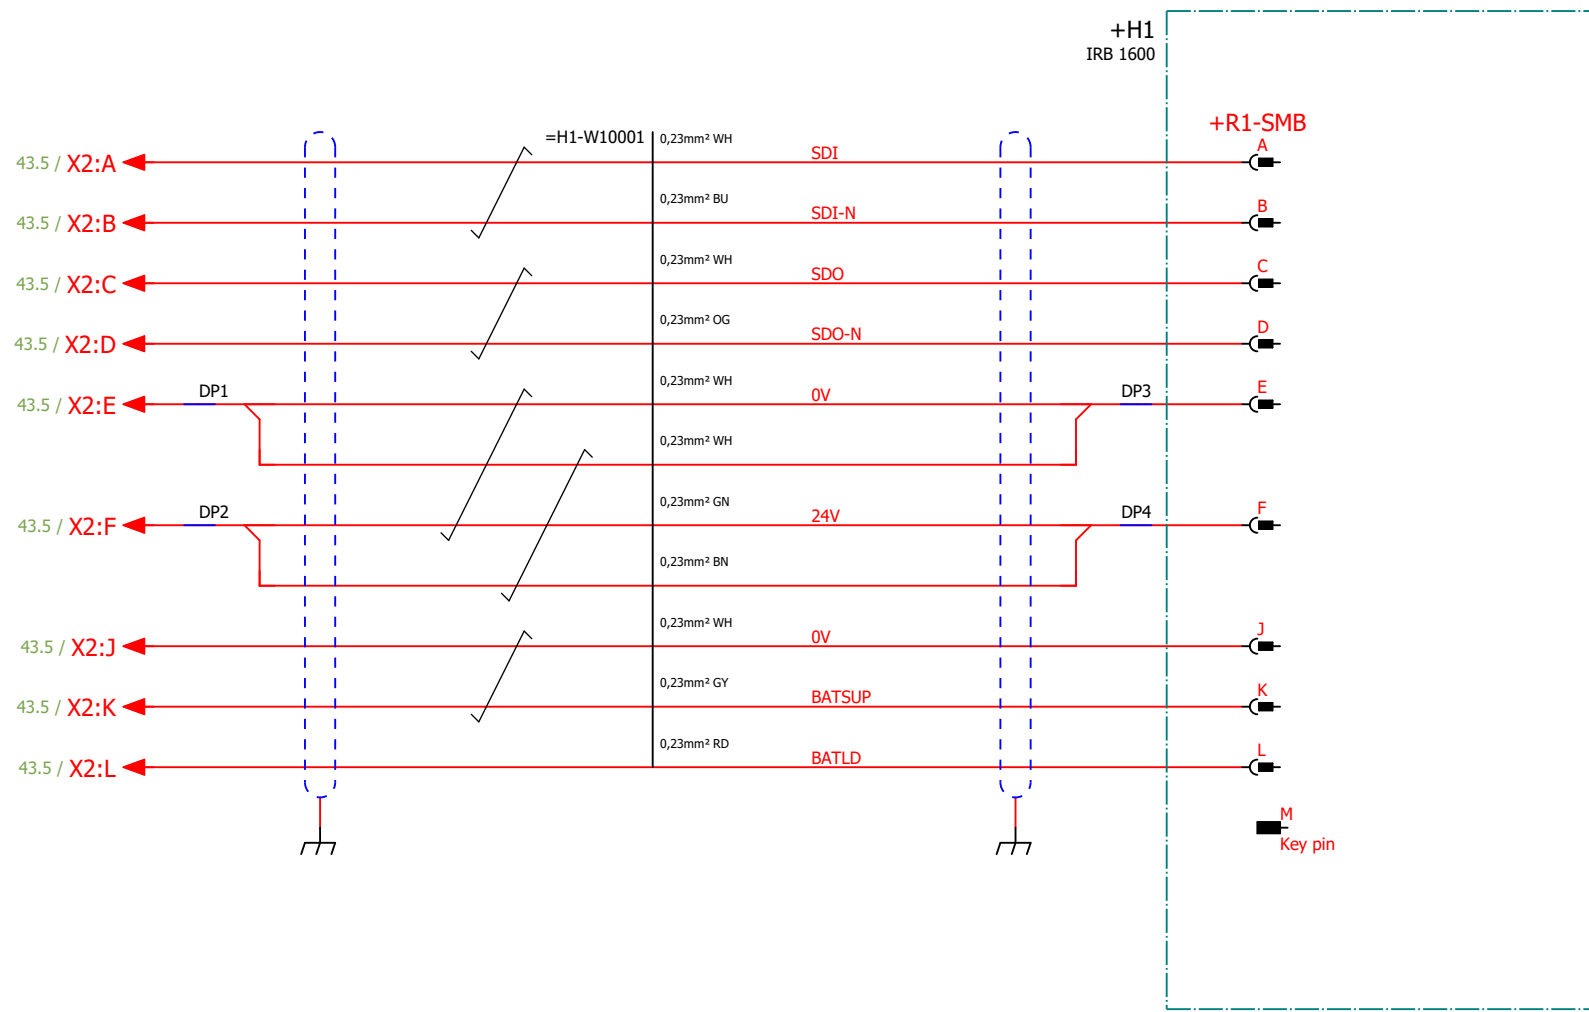 +H1
IRB 1600
+R1-SMB
=H1-W10001
0,23mm² WH
43.5 / X2:A
SDI
A
0,23mm² BU
43.5 / X2:B
SDI-N
B
0,23mm² WH
43.5 / X2:C
SDO
C
0,23mm² OG
43.5 / X2:D
SDO-N
D
0,23mm² WH
43.5 / X2:E
DP1
0V
DP3
E
0,23mm² WH
0,23mm² GN
43.5 / X2:F
DP2
24V
DP4
F
0,23mm² BN
0,23mm² WH
43.5 / X2:J
0V
J
0,23mm² GY
43.5 / X2:K
BATSUP
K
0,23mm² RD
43.5 / X2:L
BATLD
L
M
Key pin